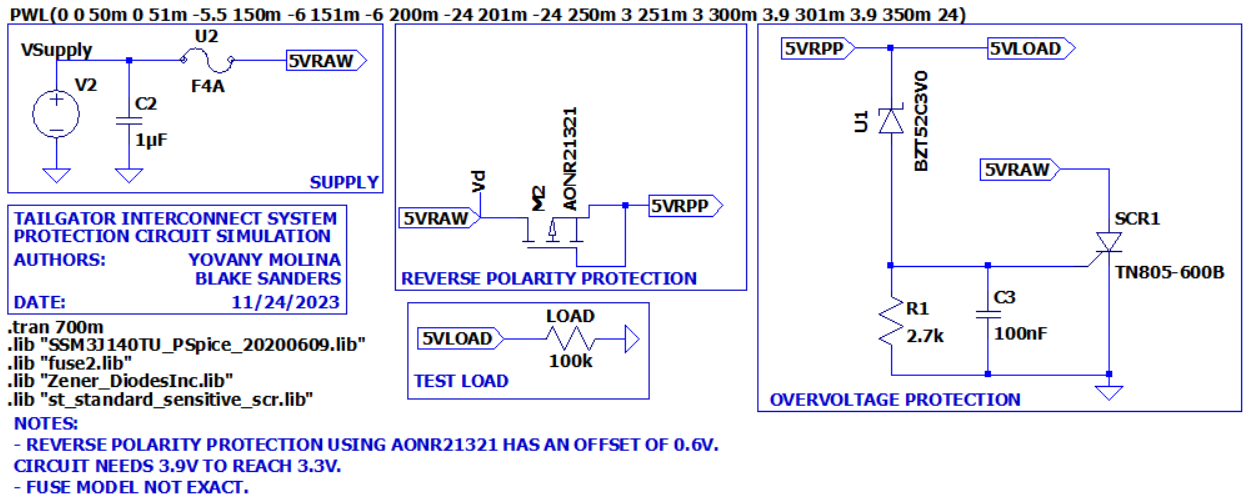 PWL(0 0 50m 0 51m -5.5 150m -6 151m -6 200m -24 201m -24 250m 3 251m 3 300m 3.9 301m 3.9 350m 24)
VSupply
U2
5VRAW
V2
F4A
C2
1µF
SUPPLY
TAILGATOR INTERCONNECT SYSTEM
PROTECTION CIRCUIT SIMULATION
AUTHORS: YOVANY MOLINA
BLAKE SANDERS
DATE: 11/24/2023
.tran 700m
.lib "SSM3J140TU_PSpice_20200609.lib"
.lib "fuse2.lib"
.lib "Zener_DiodesInc.lib"
.lib "st_standard_sensitive_scr.lib"
NOTES:
- REVERSE POLARITY PROTECTION USING AONR21321 HAS AN OFFSET OF 0.6V.
CIRCUIT NEEDS 3.9V TO REACH 3.3V.
- FUSE MODEL NOT EXACT.
Vd
M2
AONR21321
5VRAW
5VRPP
REVERSE POLARITY PROTECTION
LOAD
5VLOAD
100k
TEST LOAD
5VRPP
5VLOAD
U1
BZT52C3V0
5VRAW
SCR1
TN805-600B
R1
2.7k
C3
100nF
OVERVOLTAGE PROTECTION